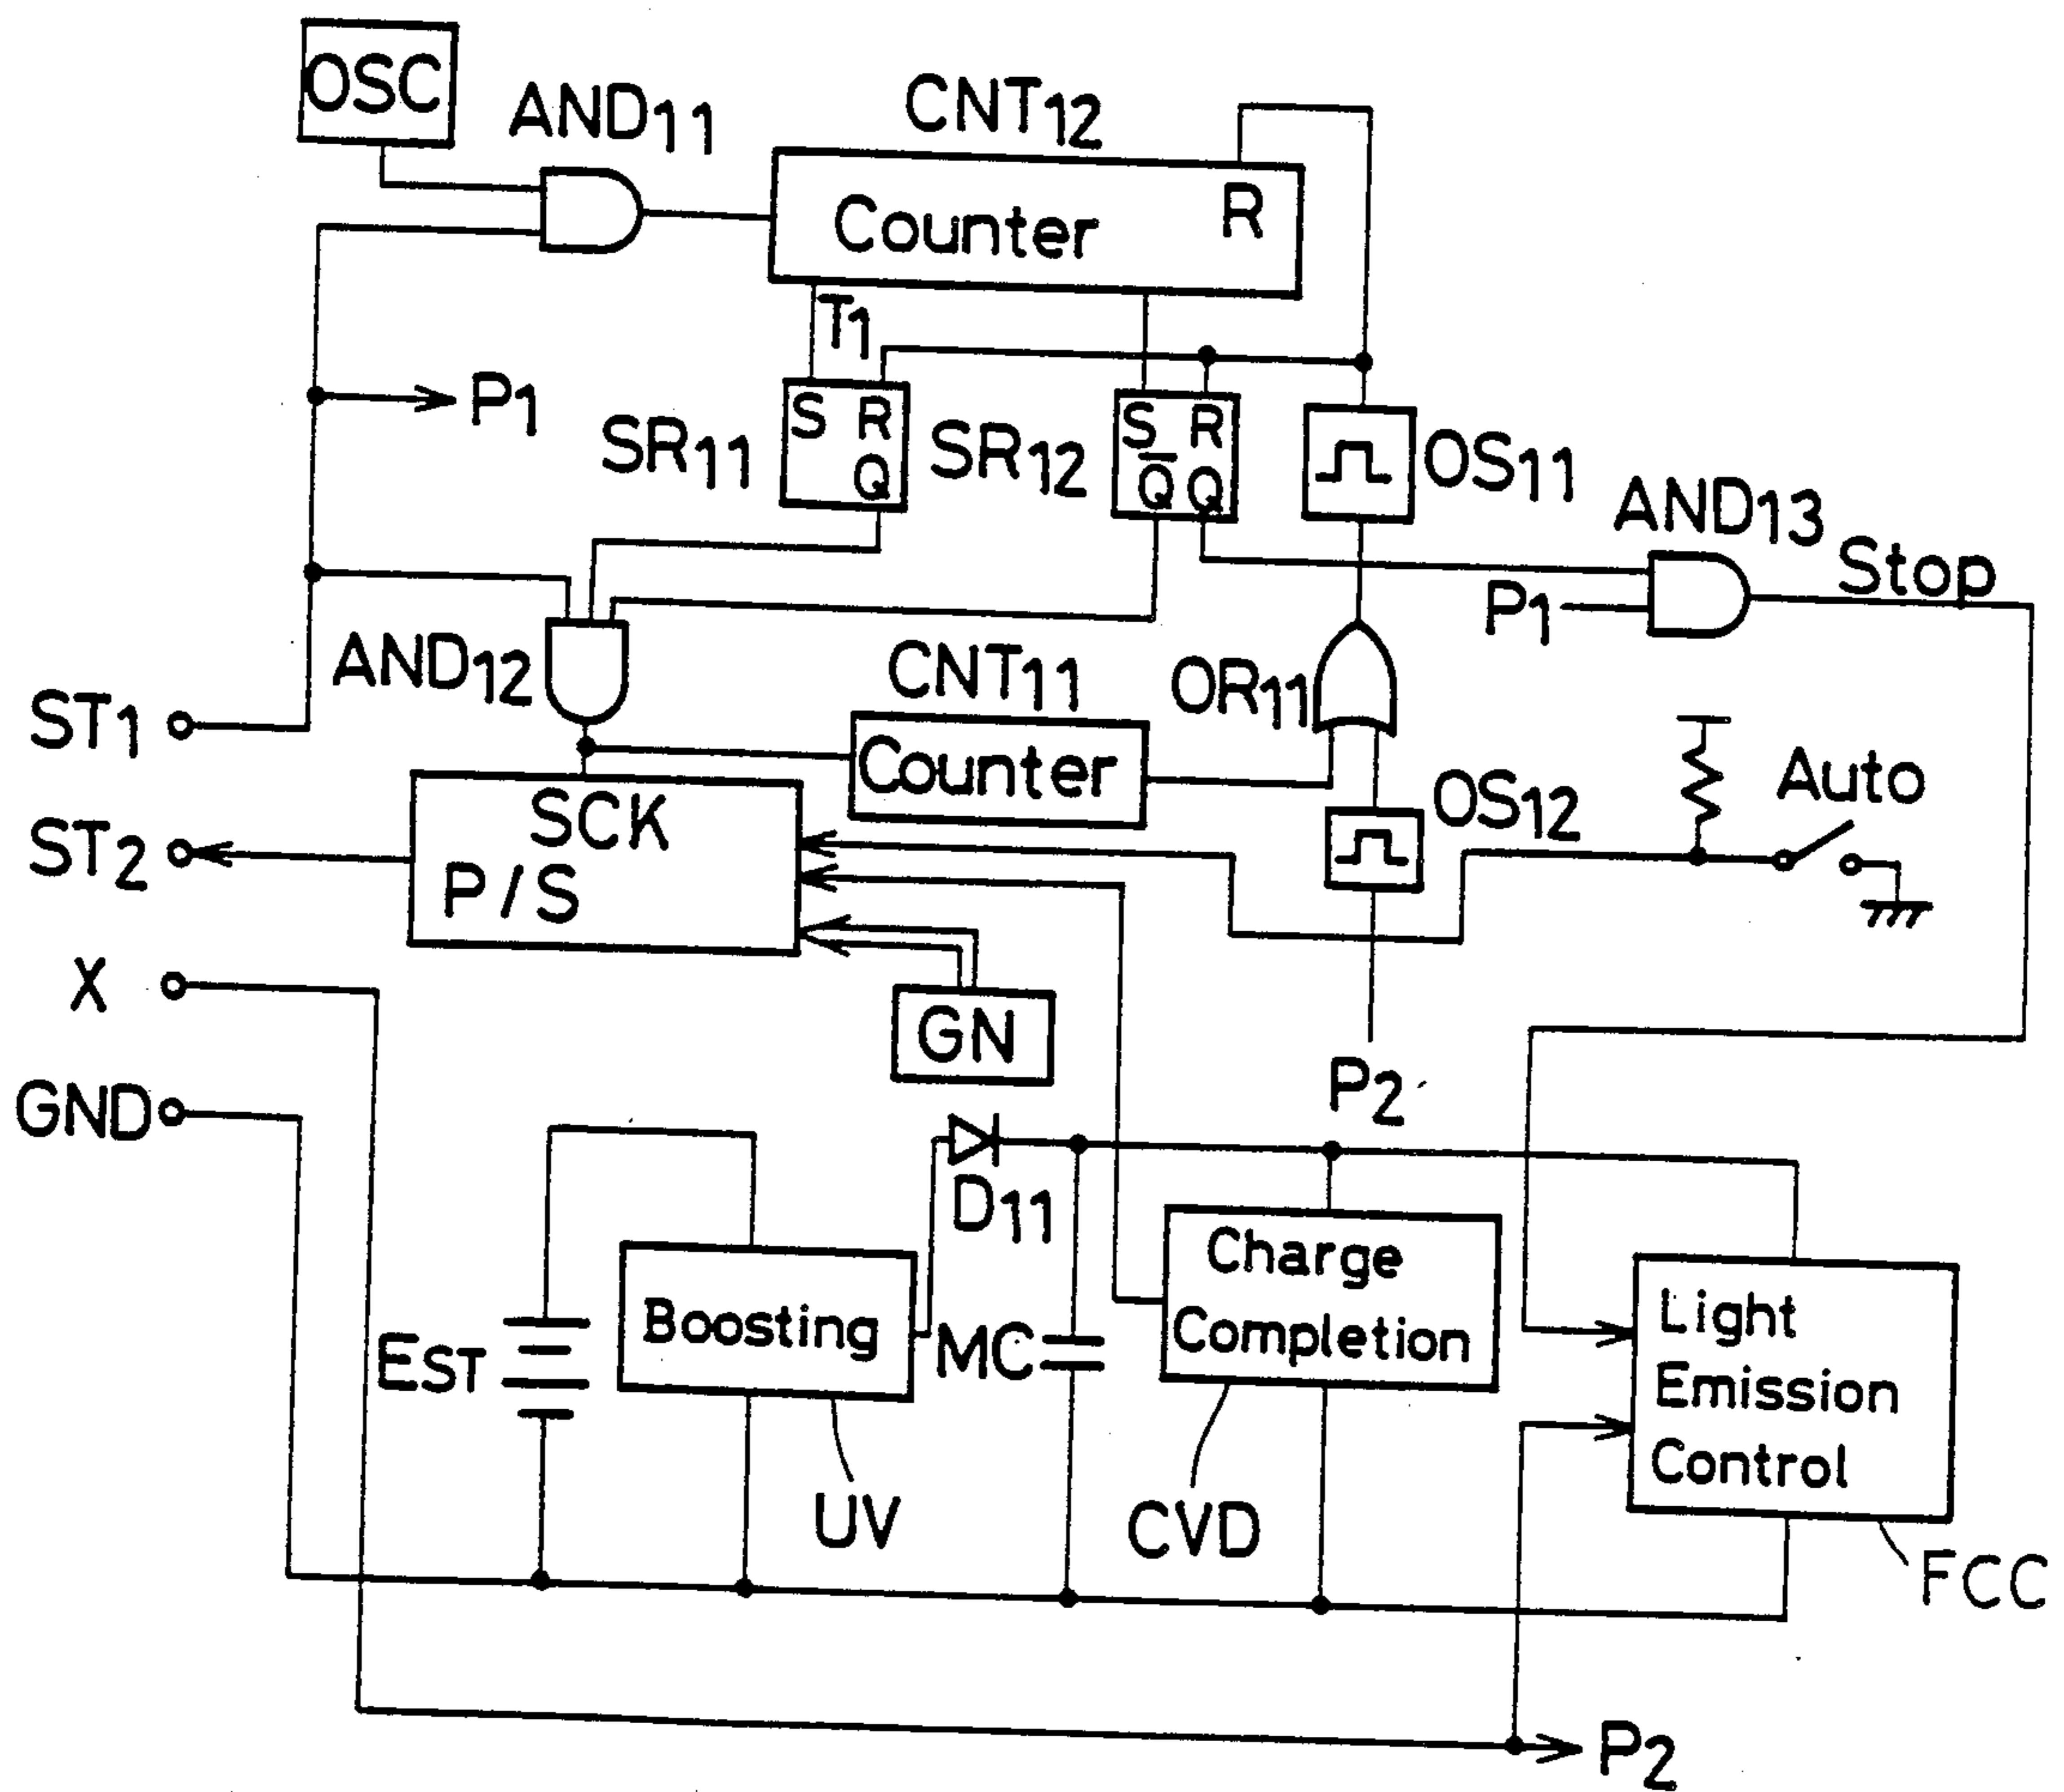 OSC
AND11
CNT12
Counter
R
T1
P1
SR11
S R
Q
SR12
S R
Q̅ Q
OS11
AND13
Stop
P1
AND12
CNT11
Counter
OR11
ST1
SCK
P/S
OS12
Auto
ST2
X
GN
GND
P2
D11
Charge
Completion
Boosting
MC
EST
Light
Emission
Control
UV
CVD
FCC
P2